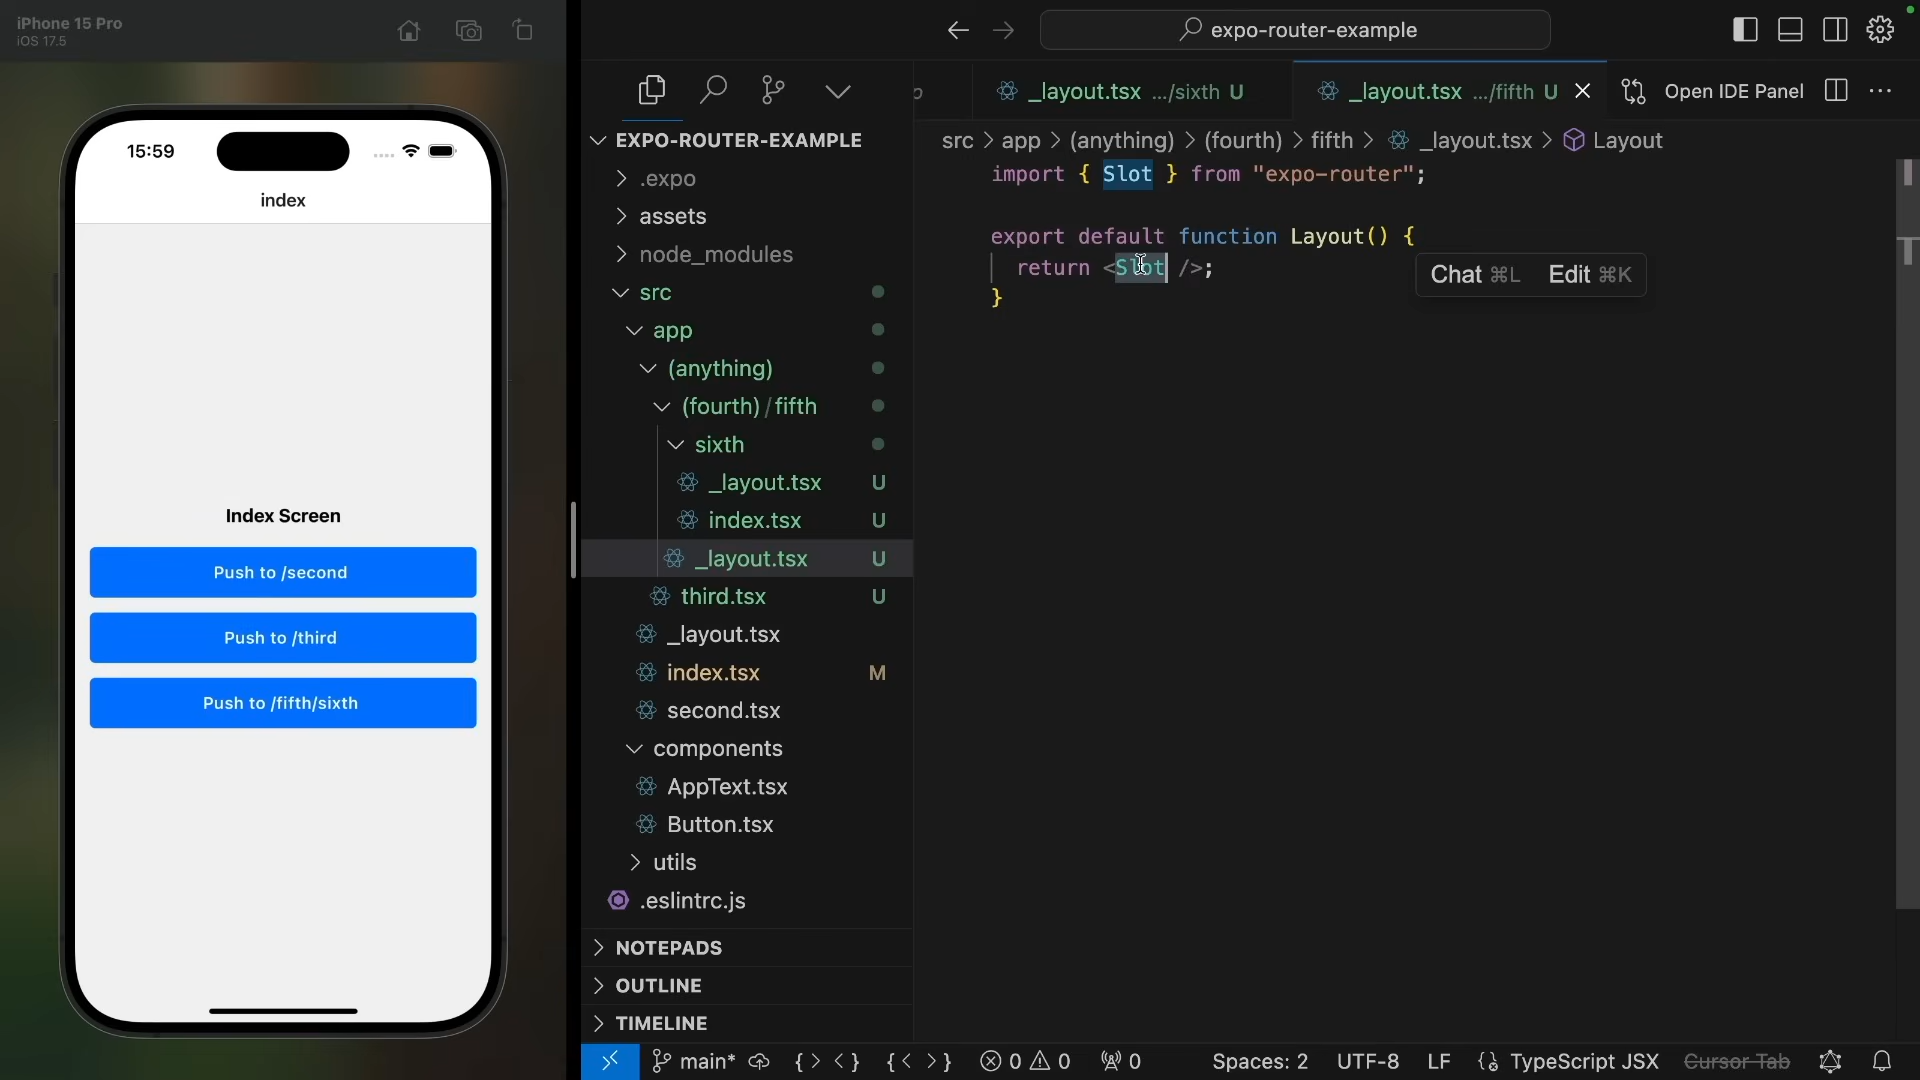 iPhone 15 Pro
iOS 17.5
15:59
index
Index Screen
Push to /second
Push to /third
Push to /fifth/sixth
expo-router-example
EXPO-ROUTER-EXAMPLE
.expo
assets
node_modules
src
app
(anything)
(fourth)/fifth
sixth
_layout.tsx U
index.tsx U
_layout.tsx U
third.tsx U
_layout.tsx
index.tsx M
second.tsx
components
AppText.tsx
Button.tsx
utils
.eslintrc.js
NOTEPADS
OUTLINE
TIMELINE
_layout.tsx .../sixth U
_layout.tsx .../fifth U
Open IDE Panel
src > app > (anything) > (fourth) > fifth > _layout.tsx > Layout
import { Slot } from "expo-router";
export default function Layout() {
return <Slot />;
}
Chat ⌘L Edit ⌘K
main* 0 0 0 Spaces: 2 UTF-8 LF TypeScript JSX Cursor Tab